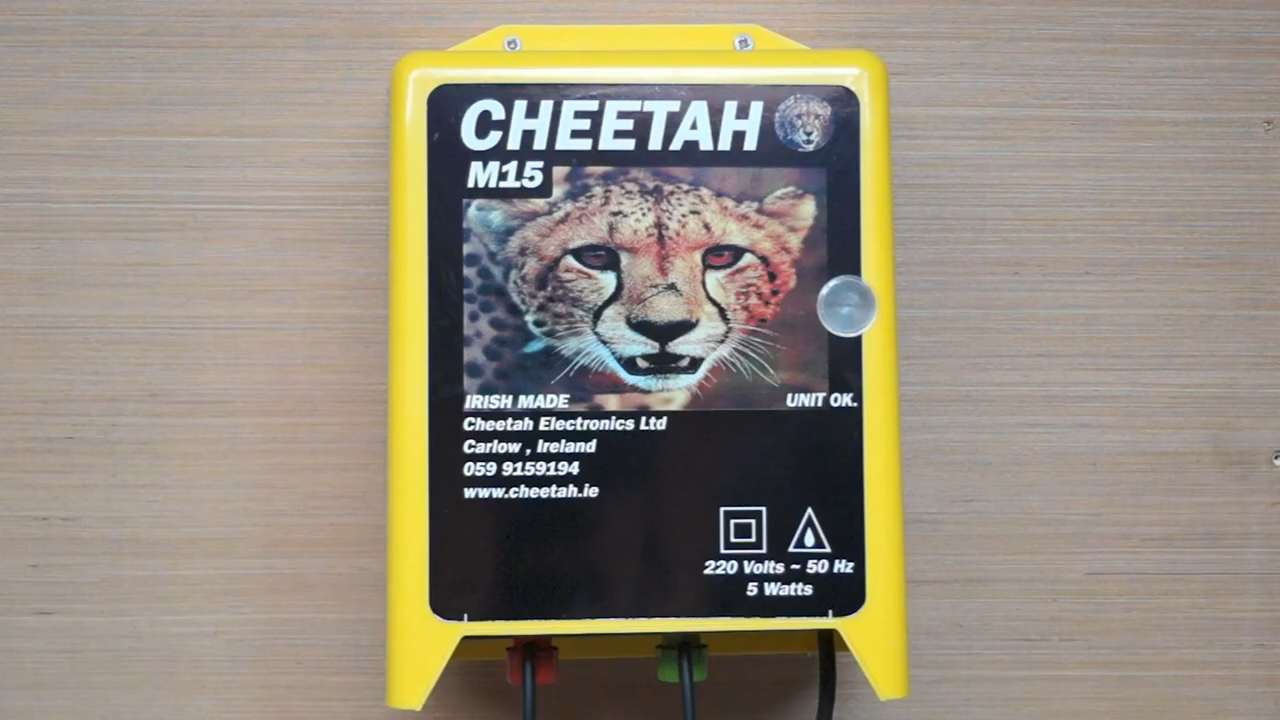 CHEETAH
M15
IRISH MADE
UNIT OK.
Cheetah Electronics Ltd
Carlow , Ireland
059 9159194
www.cheetah.ie
220 Volts ~ 50 Hz
5 Watts